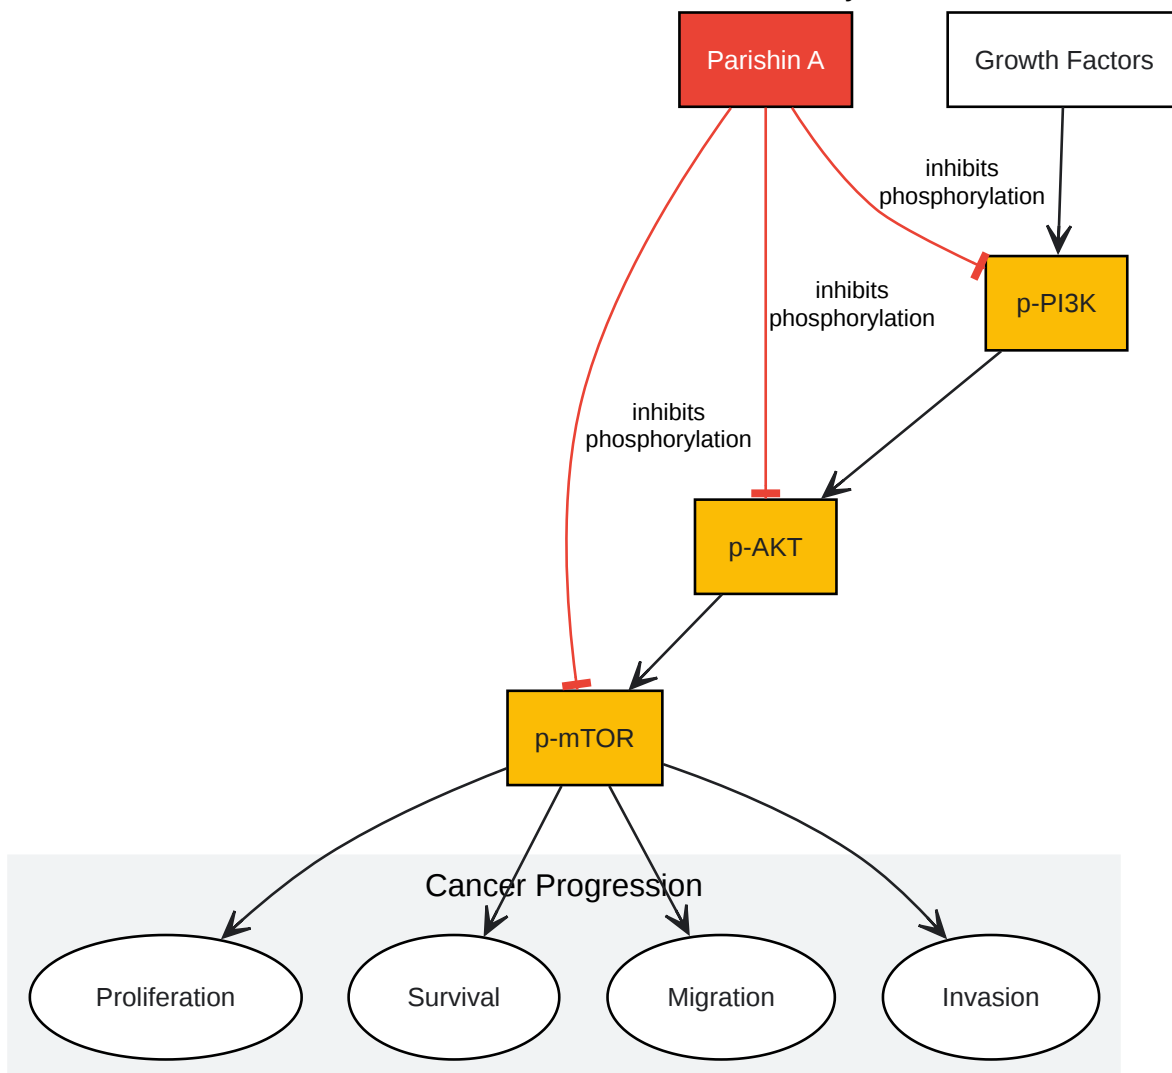 Parishin A
Growth Factors
inhibits
phosphorylation
inhibits
phosphorylation
p-PI3K
inhibits
phosphorylation
p-AKT
p-mTOR
Cancer Progression
Proliferation
Survival
Migration
Invasion